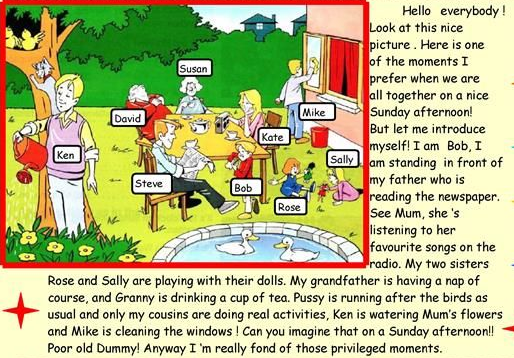 Hello everybody !
Look at this nice
picture . Here is one
of the moments I
prefer when we are
all together on a nice
Sunday afternoon!
But let me introduce
myself! I am Bob, I
am standing in front of
my father who is
reading the newspaper.
See Mum, she 's
listening to her
favourite songs on the
radio. My two sisters
Rose and Sally are playing with their dolls. My grandfather is having a nap of
course, and Granny is drinking a cup of tea. Pussy is running after the birds as
usual and only my cousins are doing real activities, Ken is watering Mum's flowers
and Mike is cleaning the windows ! Can you imagine that on a Sunday afternoon!!
Poor old Dummy! Anyway I 'm really fond of those privileged moments.
Susan
David
Mike
Kate
Ken
Sally
Steve
Bob
Rose